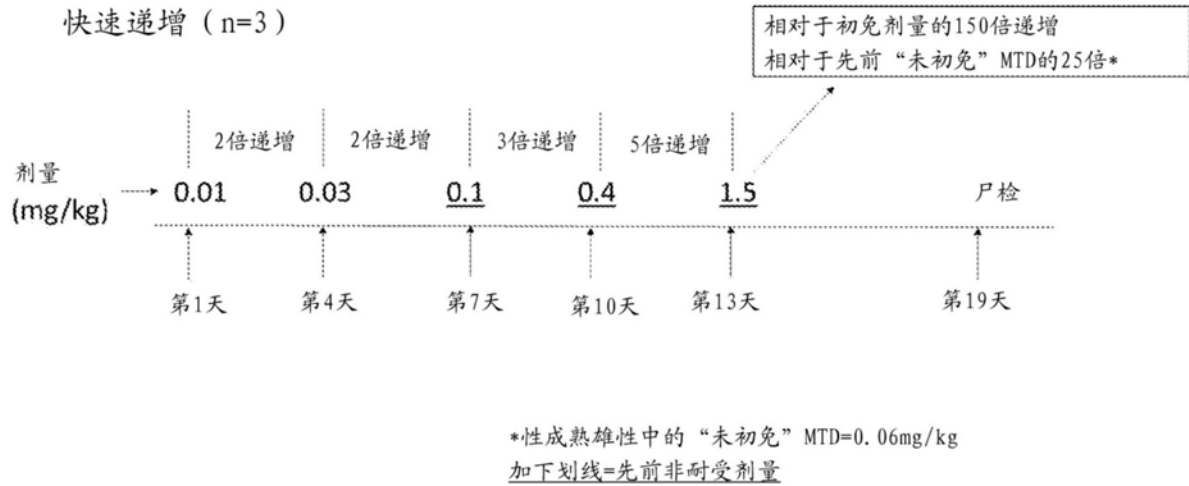 快速递增（n=3）
相对于初免剂量的150倍递增
相对于先前“未初免”MTD的25倍*
2倍递增 2倍递增 3倍递增 5倍递增
剂量
(mg/kg)
0.01 0.03 0.1 0.4 1.5 尸检
第1天 第4天 第7天 第10天 第13天 第19天
*性成熟雄性中的“未初免”MTD=0.06mg/kg
加下划线=先前非耐受剂量